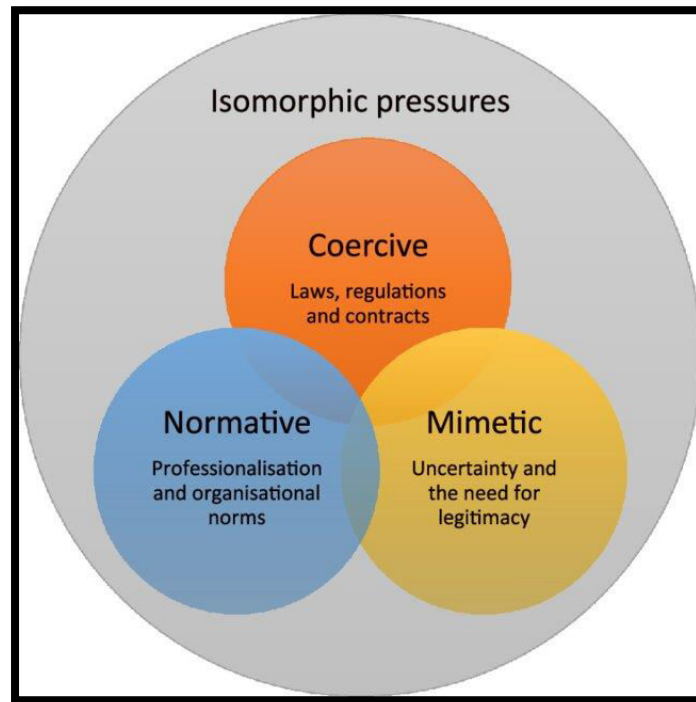 Isomorphic pressures
Coercive
Laws, regulations
and contracts
Normative
Professionalisation
and organisational
norms
Mimetic
Uncertainty and
the need for
legitimacy